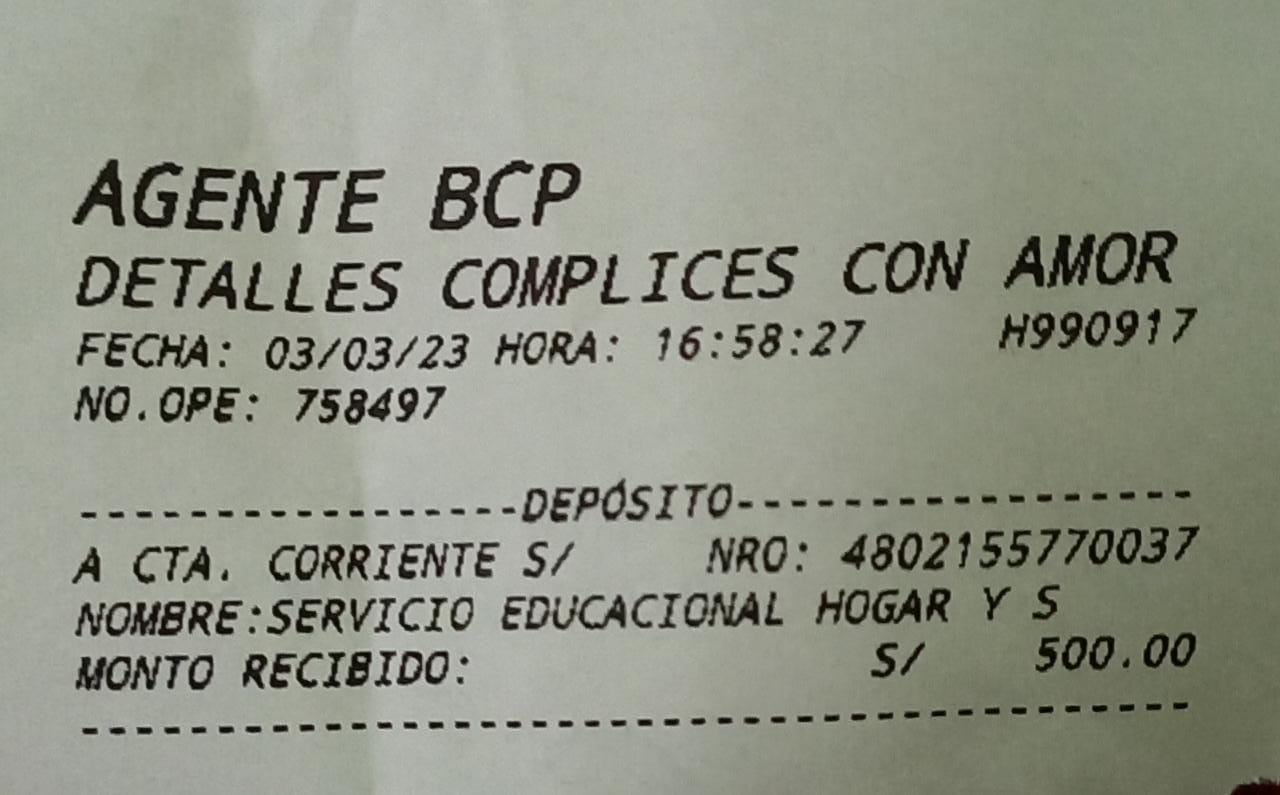 AGENTE BCP
DETALLES COMPLICES CON AMOR
FECHA: 03/03/23 HORA: 16:58:27 H990917
NO.OPE: 758497
-----------------DEPÓSITO-----------------
A CTA. CORRIENTE S/ NRO: 4802155770037
NOMBRE:SERVICIO EDUCACIONAL HOGAR Y S
MONTO RECIBIDO: S/ 500.00
------------------------------------------